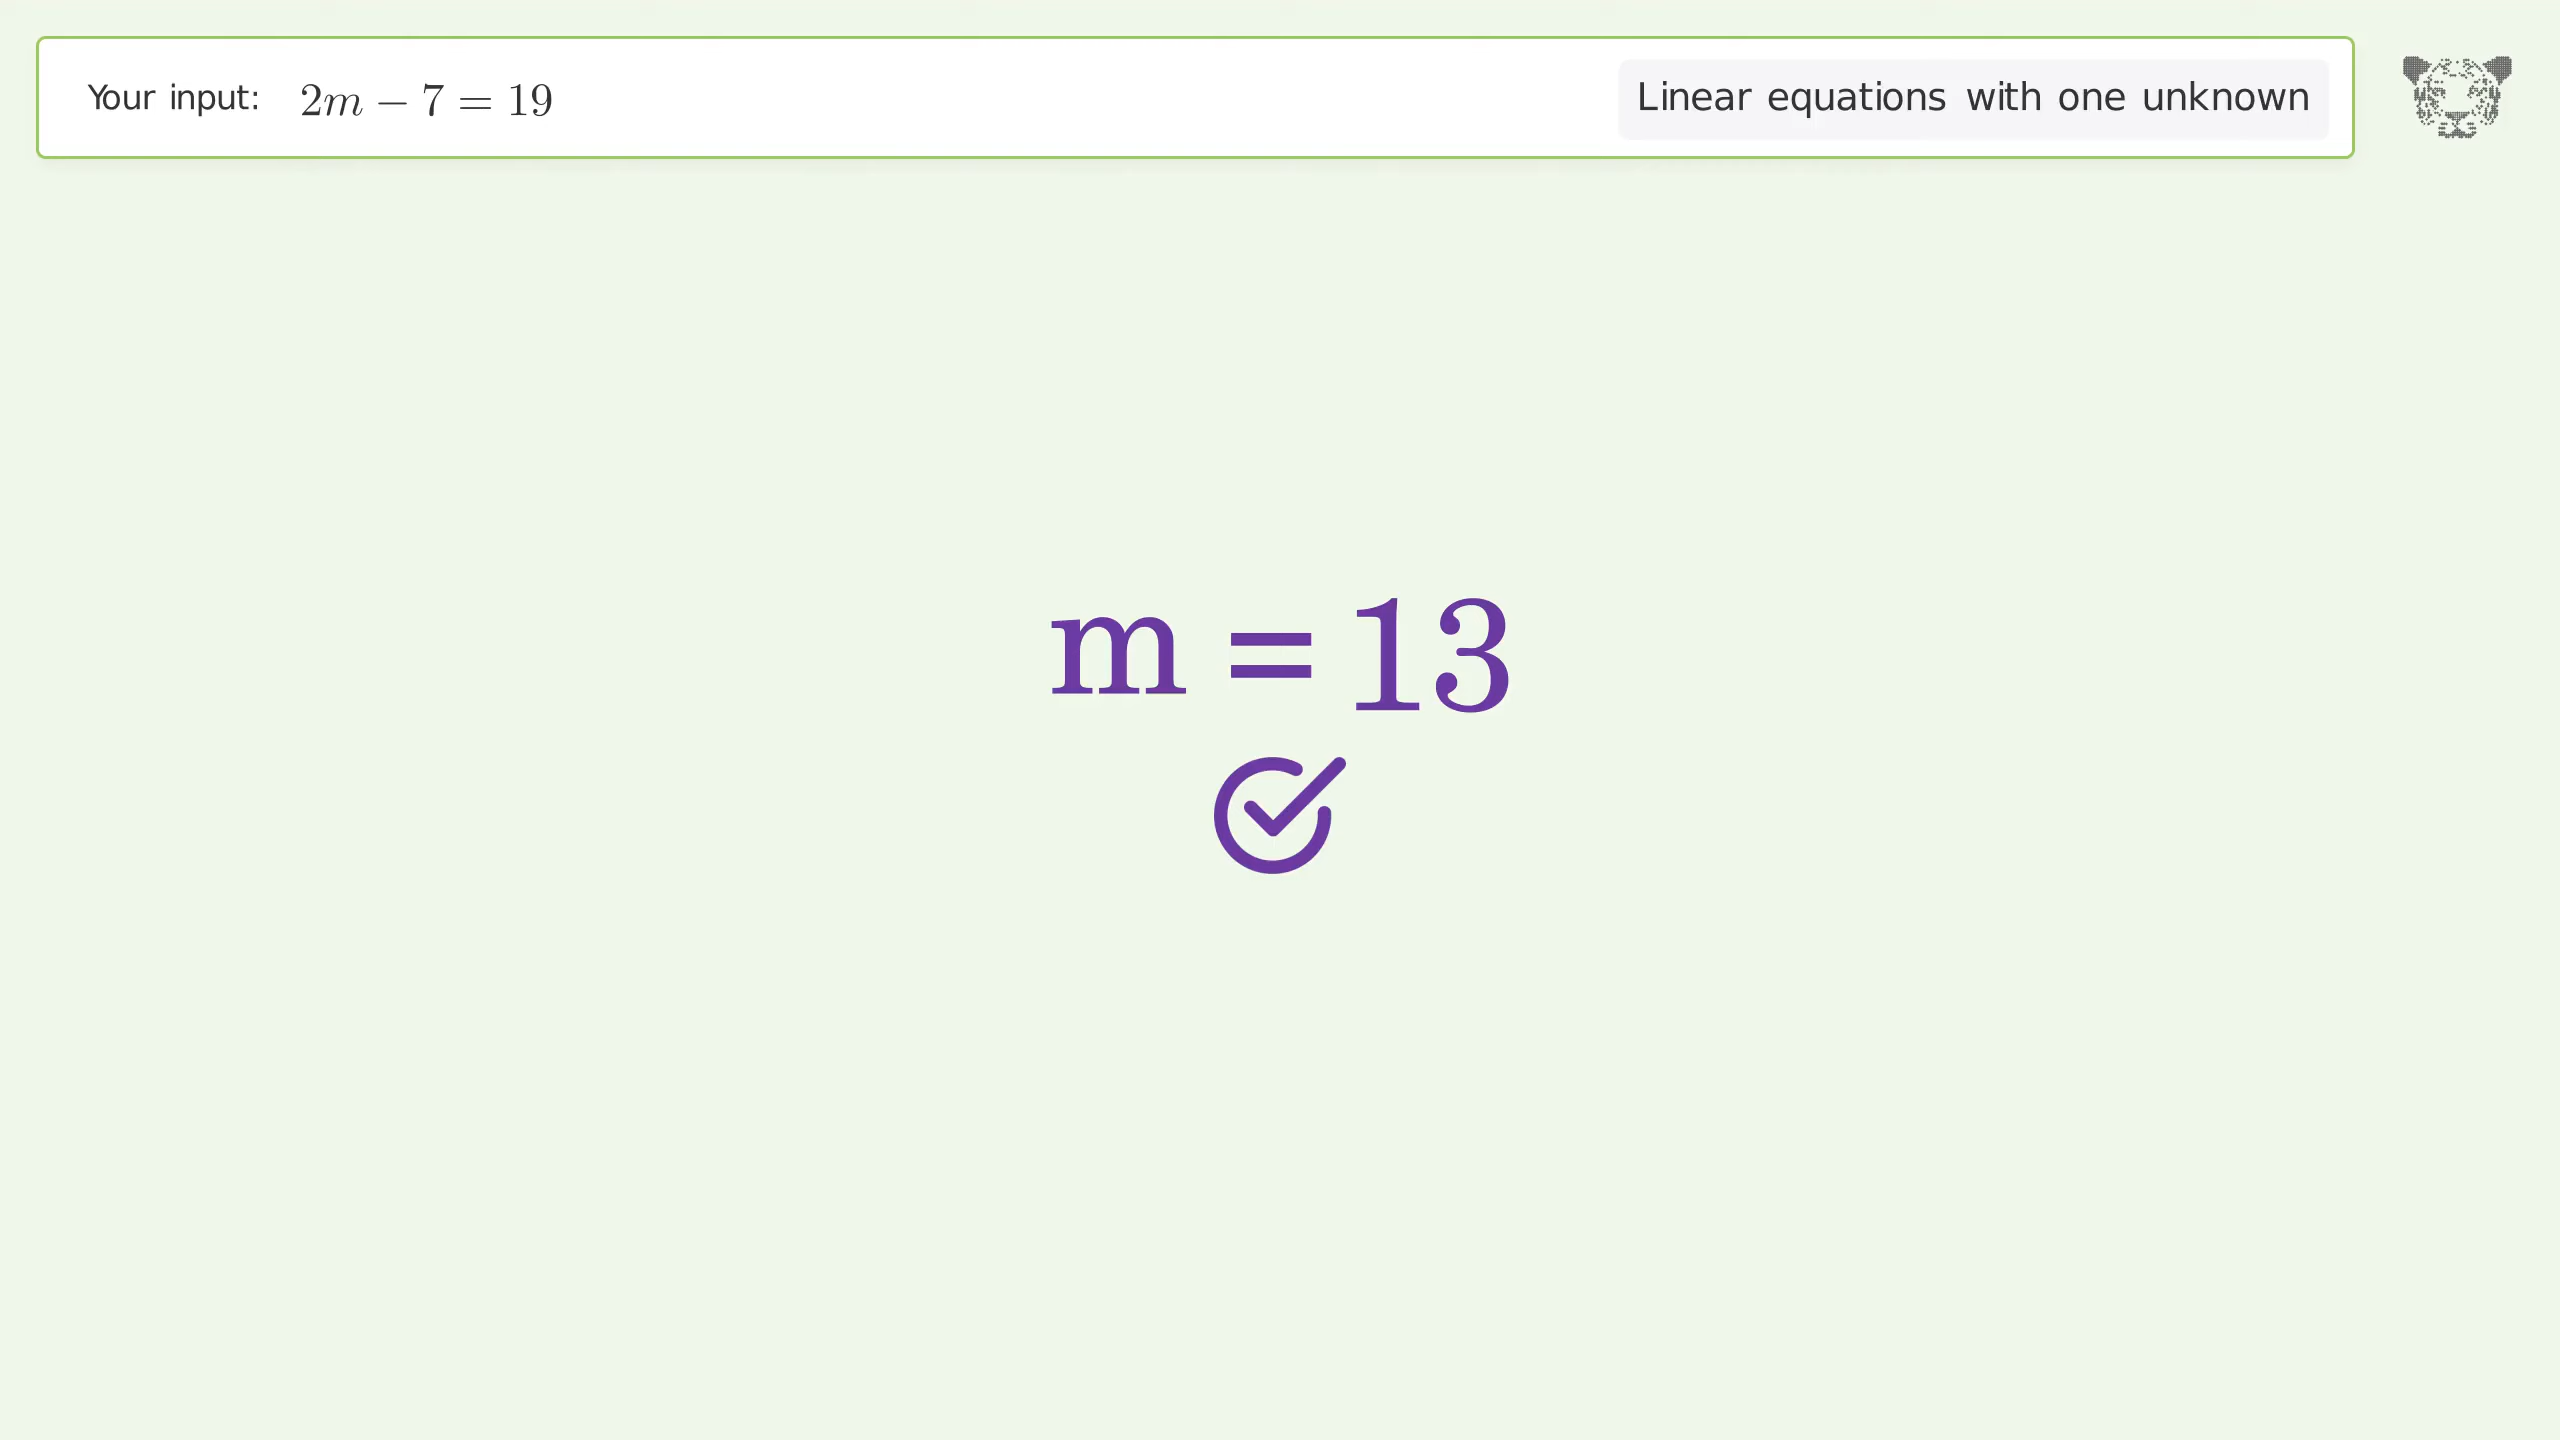 Your input: 2m − 7 = 19
Linear equations with one unknown
m = 13